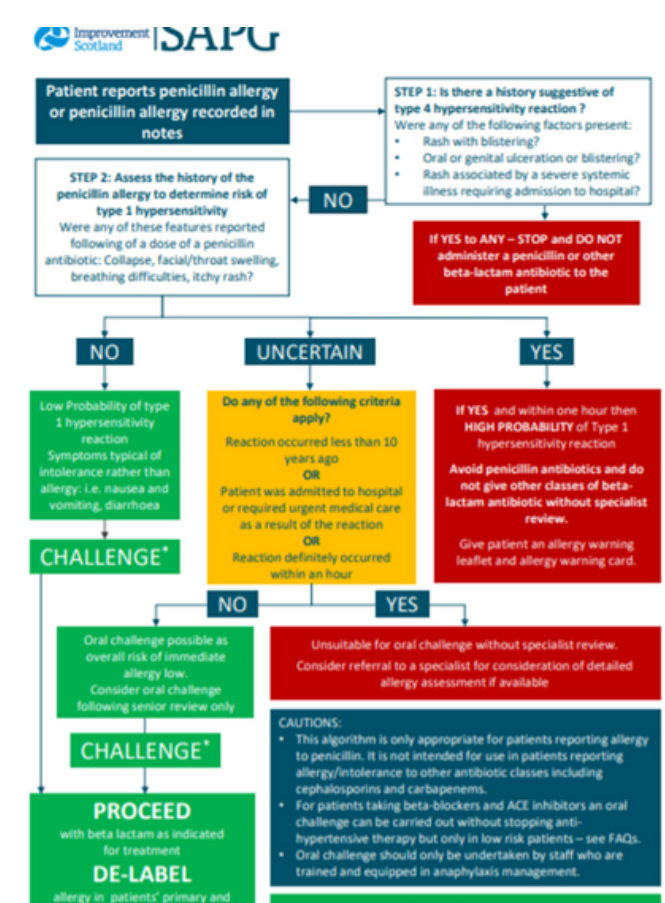 Improvement
Scotland
SAPG
Patient reports penicillin allergy
or penicillin allergy recorded in
notes
STEP 1: Is there a history suggestive of
type 4 hypersensitivity reaction ?
Were any of the following factors present:
• Rash with blistering?
• Oral or genital ulceration or blistering?
• Rash associated by a severe systemic
illness requiring admission to hospital?
NO
STEP 2: Assess the history of the
penicillin allergy to determine risk of
type 1 hypersensitivity
Were any of these features reported
following of a dose of a penicillin
antibiotic: Collapse, facial/throat swelling,
breathing difficulties, itchy rash?
If YES to ANY – STOP and DO NOT
administer a penicillin or other
beta-lactam antibiotic to the
patient
NO
UNCERTAIN
YES
Low Probability of type
1 hypersensitivity
reaction
Symptoms typical of
intolerance rather than
allergy: i.e. nausea and
vomiting, diarrhoea
CHALLENGE*
Do any of the following criteria
apply?
Reaction occurred less than 10
years ago
OR
Patient was admitted to hospital
or required urgent medical care
as a result of the reaction
OR
Reaction definitely occurred
within an hour
If YES and within one hour then
HIGH PROBABILITY of Type 1
hypersensitivity reaction
Avoid penicillin antibiotics and do
not give other classes of beta-
lactam antibiotic without specialist
review.
Give patient an allergy warning
leaflet and allergy warning card.
NO
YES
Oral challenge possible as
overall risk of immediate
allergy low.
Consider oral challenge
following senior review only
CHALLENGE*
Unsuitable for oral challenge without specialist review.
Consider referral to a specialist for consideration of detailed
allergy assessment if available
PROCEED
with beta lactam as indicated
for treatment
DE-LABEL
allergy in patients' primary and
CAUTIONS:
• This algorithm is only appropriate for patients reporting allergy
to penicillin. It is not intended for use in patients reporting
allergy/intolerance to other antibiotic classes including
cephalosporins and carbapenems.
• For patients taking beta-blockers and ACE inhibitors an oral
challenge can be carried out without stopping anti-
hypertensive therapy but only in low risk patients – see FAQs.
• Oral challenge should only be undertaken by staff who are
trained and equipped in anaphylaxis management.